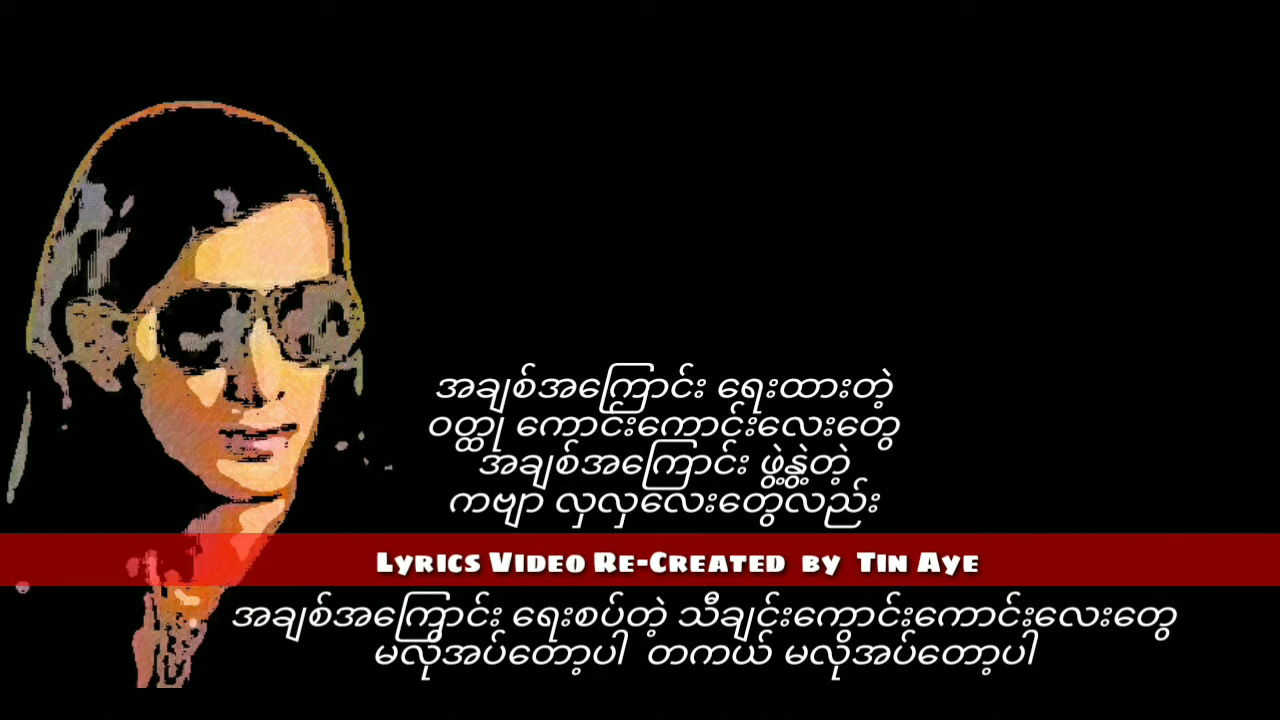 အချစ်အကြောင်း ရေးထားတဲ့
ဝတ္ထု ကောင်းကောင်းလေးတွေ
အချစ်အကြောင်း ဖွဲ့နွဲ့တဲ့
ကဗျာ လှလှလေးတွေလည်း
Lyrics Video Re-Created by Tin Aye
အချစ်အကြောင်း ရေးစပ်တဲ့ သီချင်းကောင်းကောင်းလေးတွေ
မလိုအပ်တော့ပါ တကယ် မလိုအပ်တော့ပါ